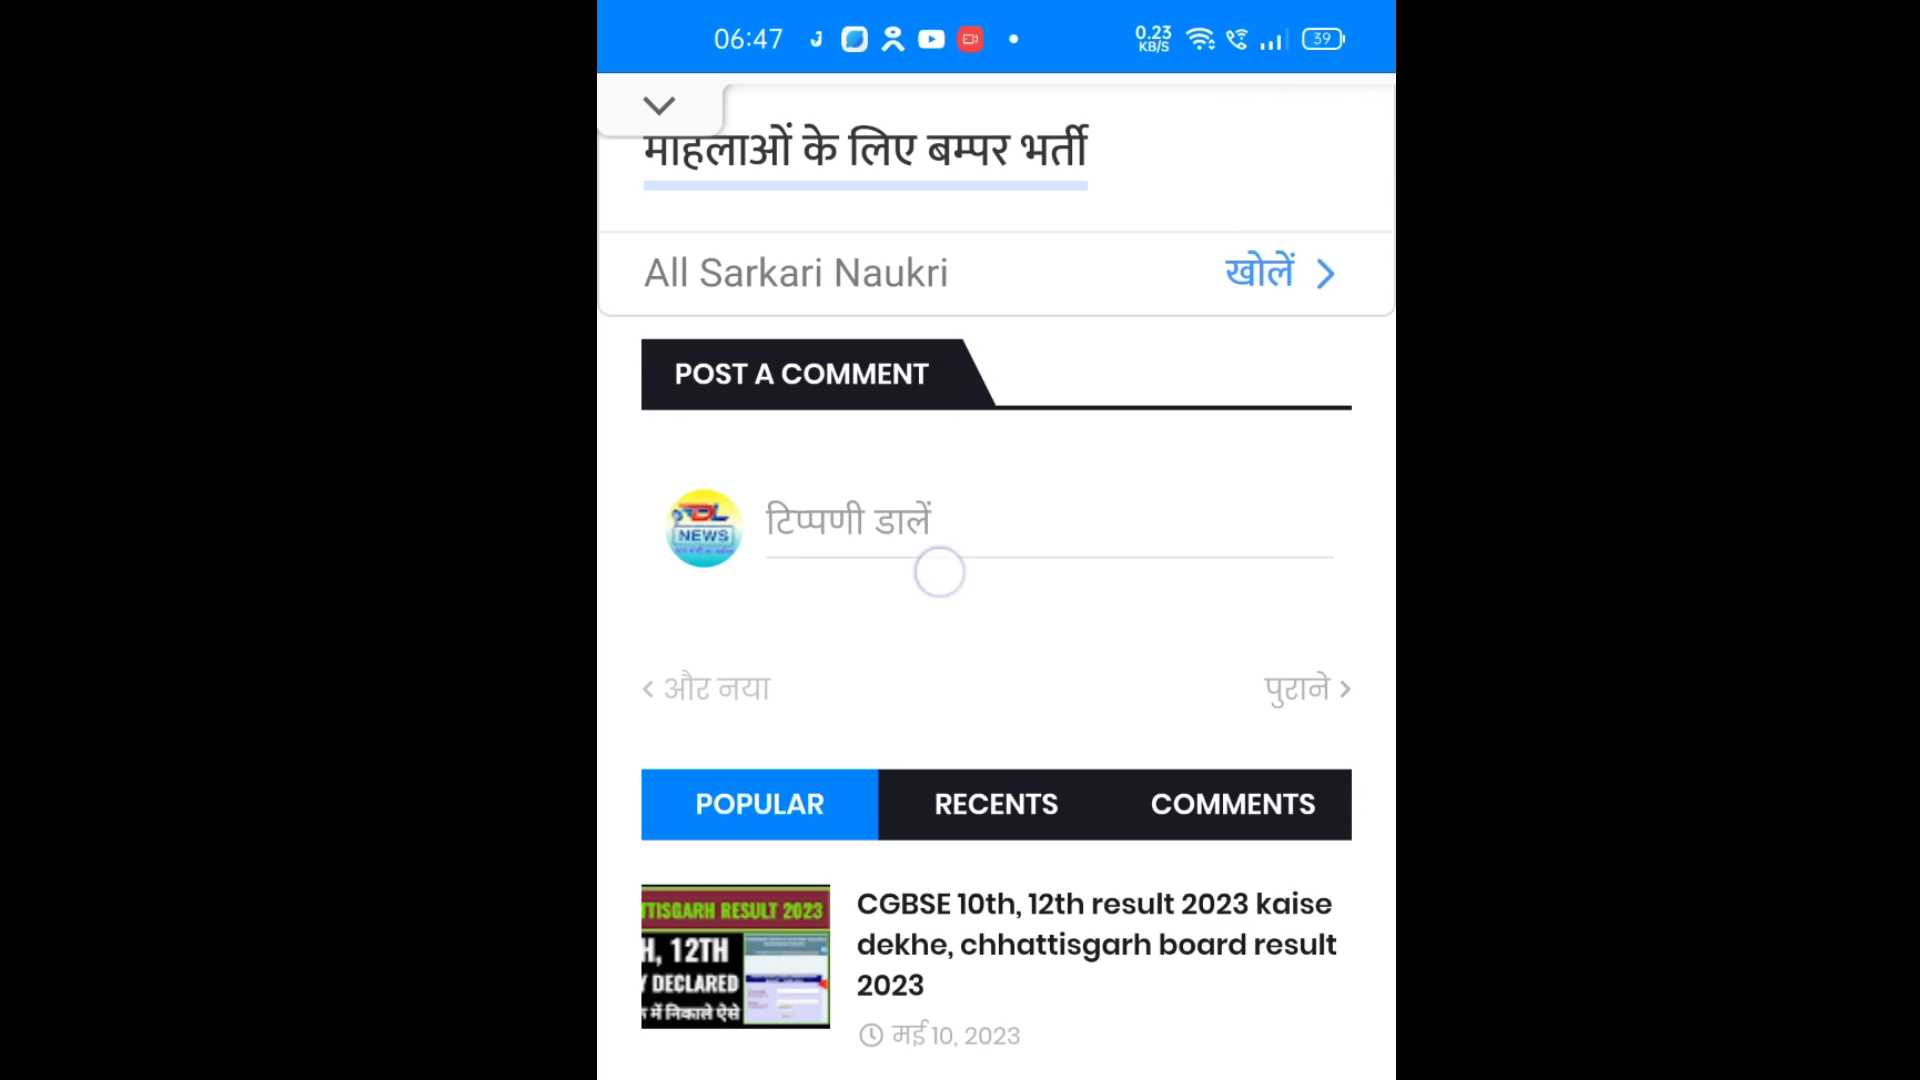 06:47
0.23
KB/S
39
महिलाओं के लिए बम्पर भर्ती
All Sarkari Naukri
खोलें
POST A COMMENT
DL
NEWS
टिप्पणी डालें
और नया
पुराने
POPULAR
RECENTS
COMMENTS
TTISGARH RESULT 2023
H, 12TH
Y DECLARED
में निकाले ऐसे
CGBSE 10th, 12th result 2023 kaise
dekhe, chhattisgarh board result
2023
मई 10, 2023